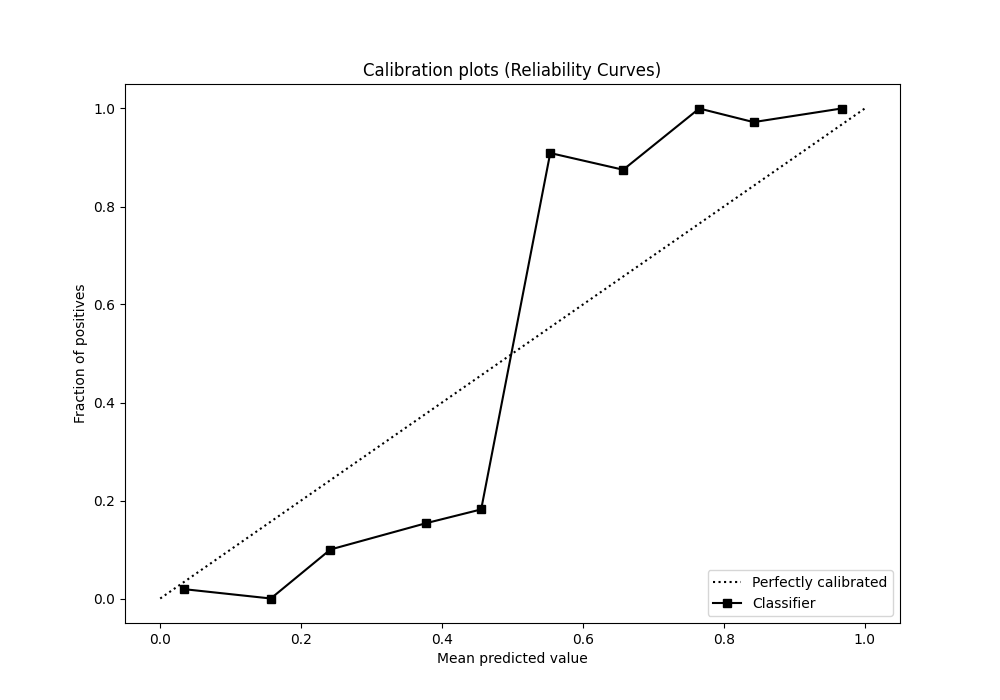 Calibration plots (Reliability Curves)
1.0
0.8
0.6
0.4
0.2
0.0
Fraction of positives
0.0 0.2 0.4 0.6 0.8 1.0
Mean predicted value
Perfectly calibrated
Classifier